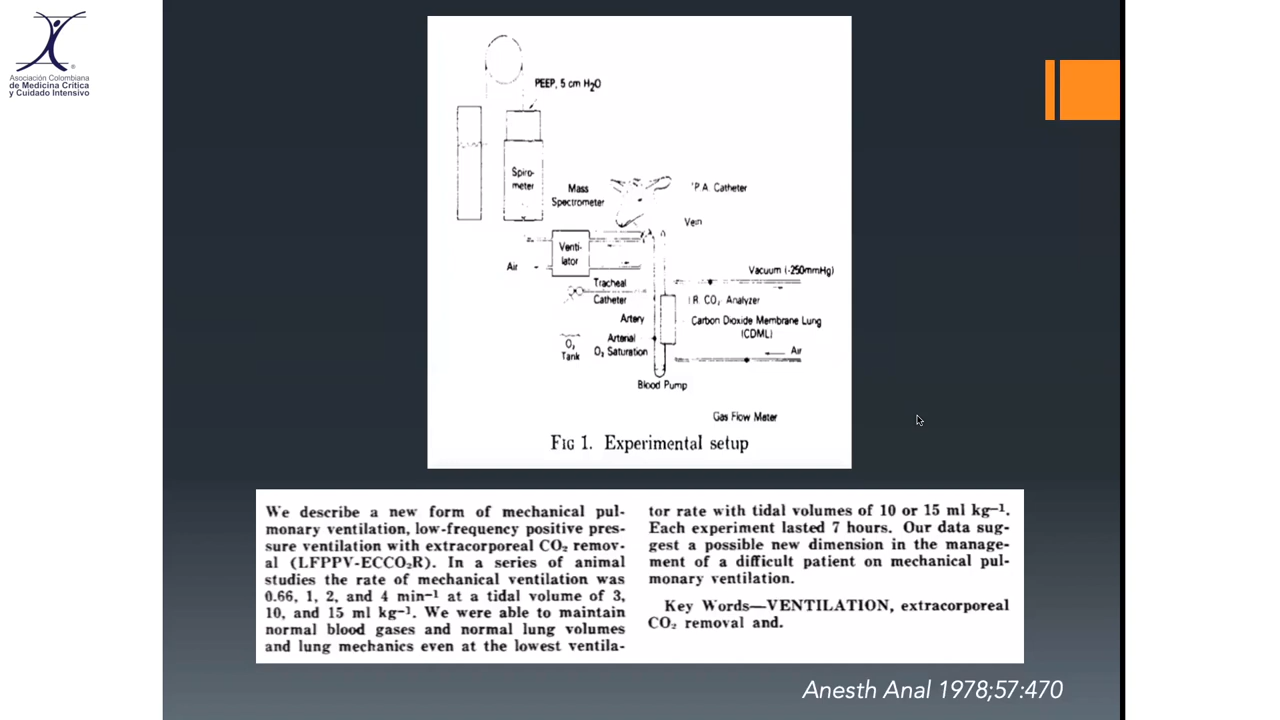 Asociación Colombiana
de Medicina Crítica
y Cuidado Intensivo
PEEP, 5 cm H2O
Spiro-
meter
Mass
Spectrometer
P.A. Catheter
Vein
Venti-
lator
Air
Vacuum (-250mmHg)
Tracheal
Catheter
I.R. CO2 Analyzer
Artery
Carbon Dioxide Membrane Lung
(CDML)
O2
Tank
Arterial
O2 Saturation
Air
Blood Pump
Gas Flow Meter
FIG 1. Experimental setup
We describe a new form of mechanical pul-
monary ventilation, low-frequency positive pres-
sure ventilation with extracorporeal CO2 remov-
al (LFPPV-ECCO2R). In a series of animal
studies the rate of mechanical ventilation was
0.66, 1, 2, and 4 min⁻¹ at a tidal volume of 3,
10, and 15 ml kg⁻¹. We were able to maintain
normal blood gases and normal lung volumes
and lung mechanics even at the lowest ventila-
tor rate with tidal volumes of 10 or 15 ml kg⁻¹.
Each experiment lasted 7 hours. Our data sug-
gest a possible new dimension in the manage-
ment of a difficult patient on mechanical pul-
monary ventilation.
Key Words—VENTILATION, extracorporeal
CO2 removal and.
Anesth Anal 1978;57:470